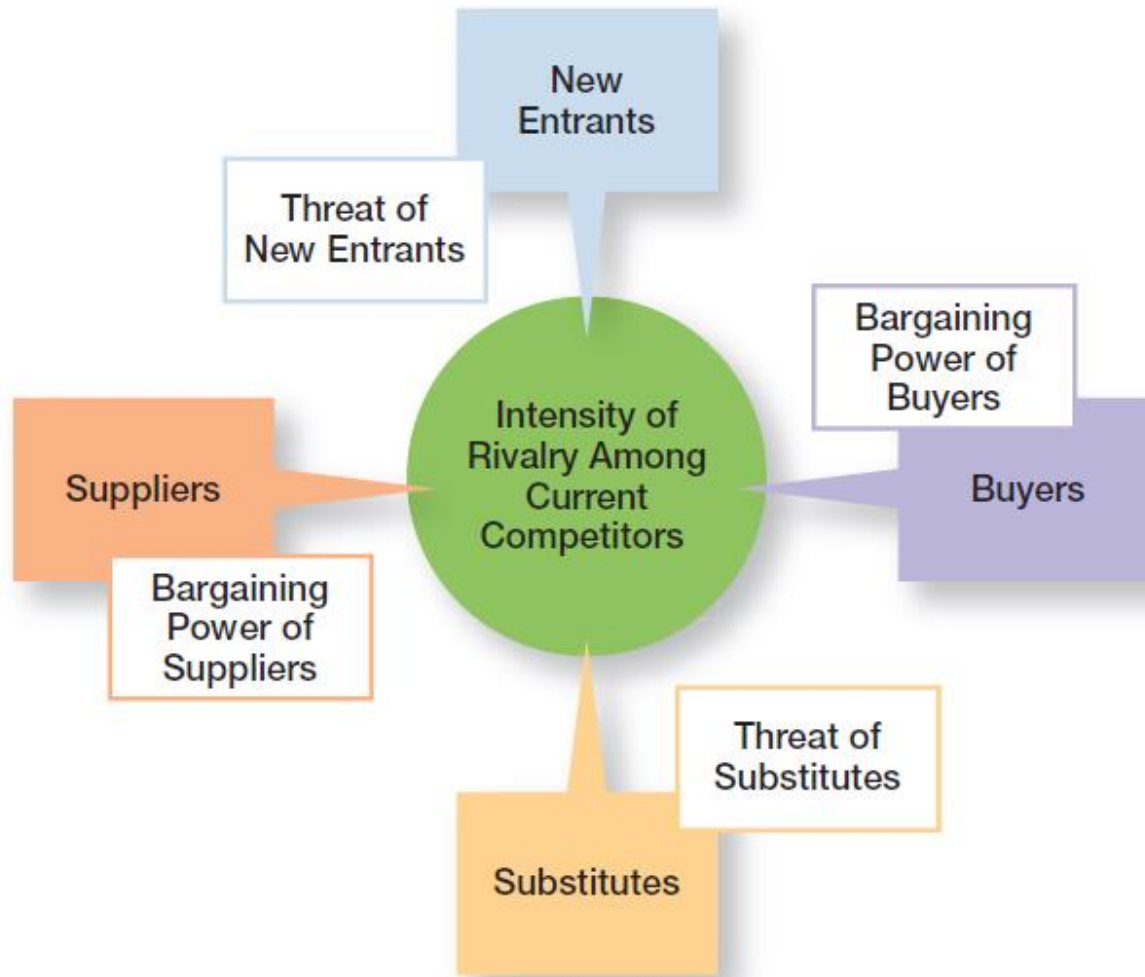 New
Entrants
Threat of
New Entrants
Bargaining
Power of
Buyers
Intensity of
Rivalry Among
Current
Competitors
Suppliers
Buyers
Bargaining
Power of
Suppliers
Threat of
Substitutes
Substitutes